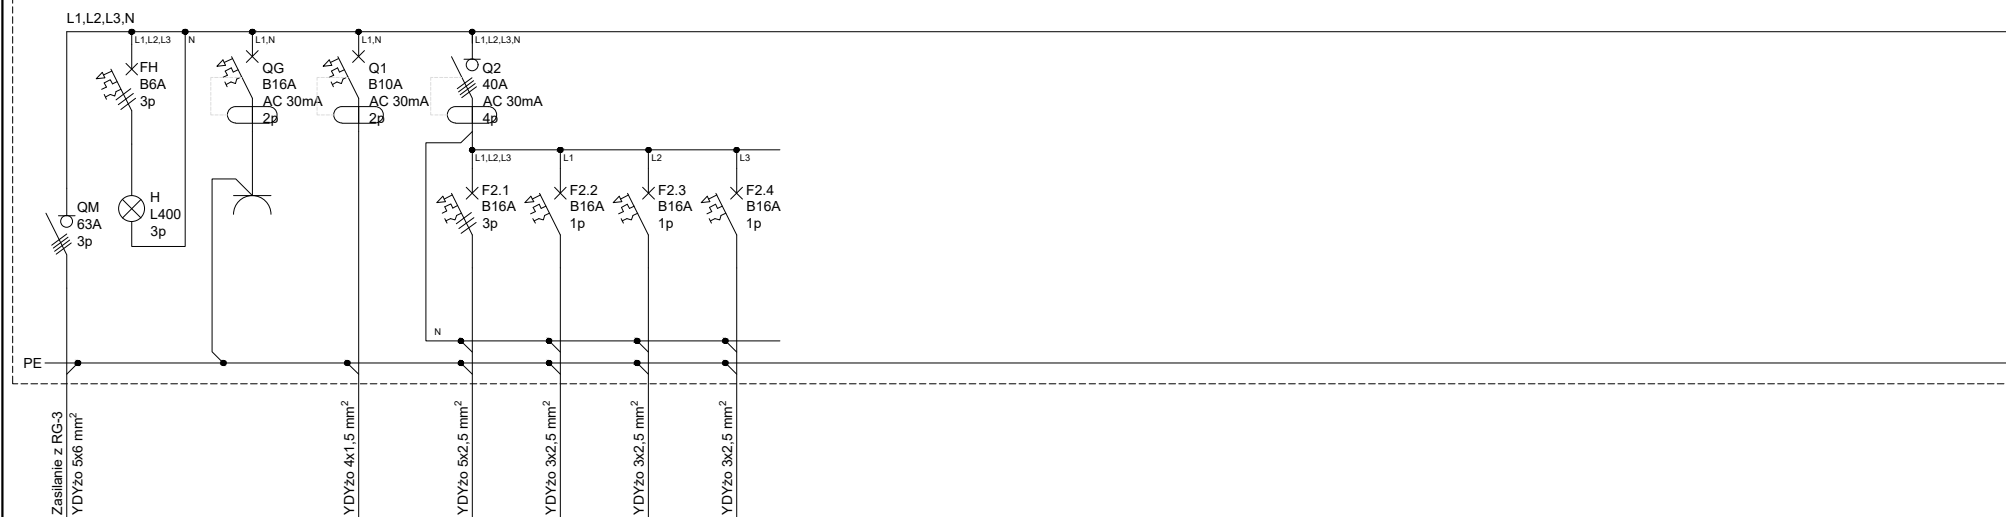 L1,L2,L3,N
L1,L2,L3
N
L1,N
L1,N
L1,L2,L3,N
FH
B6A
3p
QG
B16A
AC 30mA
2p
Q1
B10A
AC 30mA
2p
Q2
40A
AC 30mA
4p
L1,L2,L3
L1
L2
L3
QM
63A
3p
H
L400
3p
F2.1
B16A
3p
F2.2
B16A
1p
F2.3
B16A
1p
F2.4
B16A
1p
N
PE
Zasilanie z RG-3
YDYżo 5x6 mm²
YDYżo 4x1,5 mm²
YDYżo 5x2,5 mm²
YDYżo 3x2,5 mm²
YDYżo 3x2,5 mm²
YDYżo 3x2,5 mm²